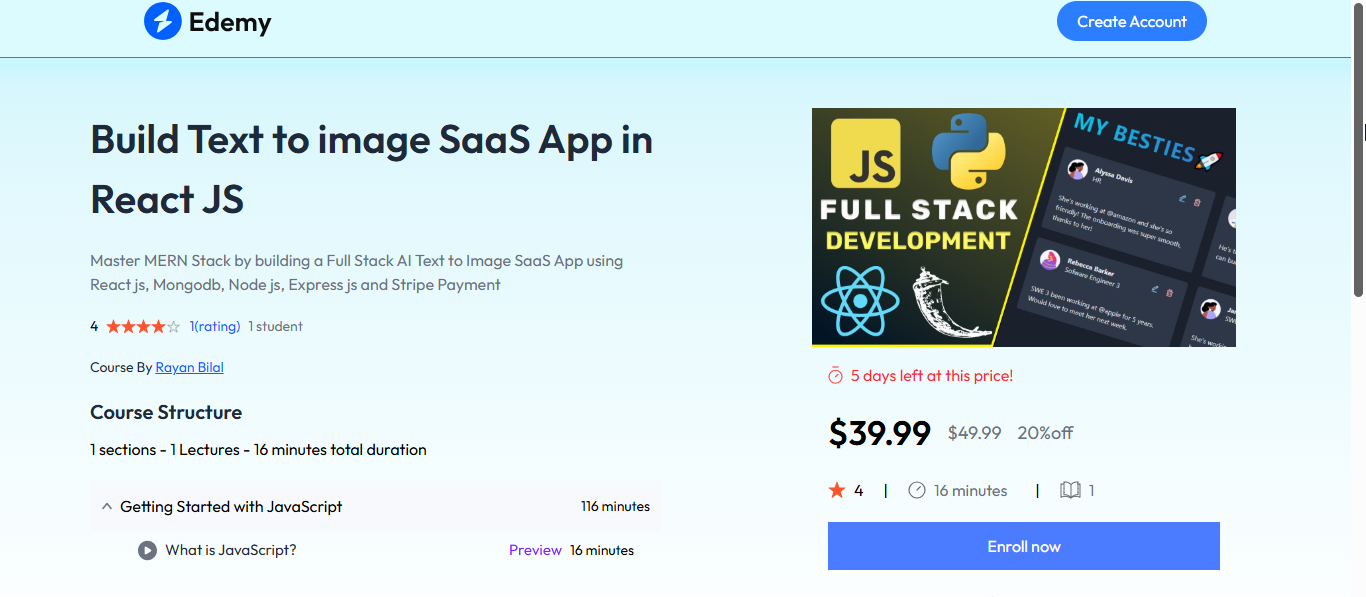 Edemy
Create Account
Build Text to image SaaS App in
React JS
Master MERN Stack by building a Full Stack AI Text to Image SaaS App using
React js, Mongodb, Node js, Express js and Stripe Payment
4 1(rating) 1 student
Course By Rayan Bilal
Course Structure
1 sections - 1 Lectures - 16 minutes total duration
Getting Started with JavaScript 116 minutes
What is JavaScript? Preview 16 minutes
JS
FULL STACK
DEVELOPMENT
MY BESTIES
Alyssa Davis
HR
She's working at @amazon and she's so
friendly! The onboarding was super smooth,
thanks to her!
Rebecca Barker
Sofware Engineer 3
SWE 3 been working at @apple for 5 years.
Would love to meet her next week.
He's
can bu
Ja
SW
She's workin
5 days left at this price!
$39.99 $49.99 20%off
4 | 16 minutes | 1
Enroll now